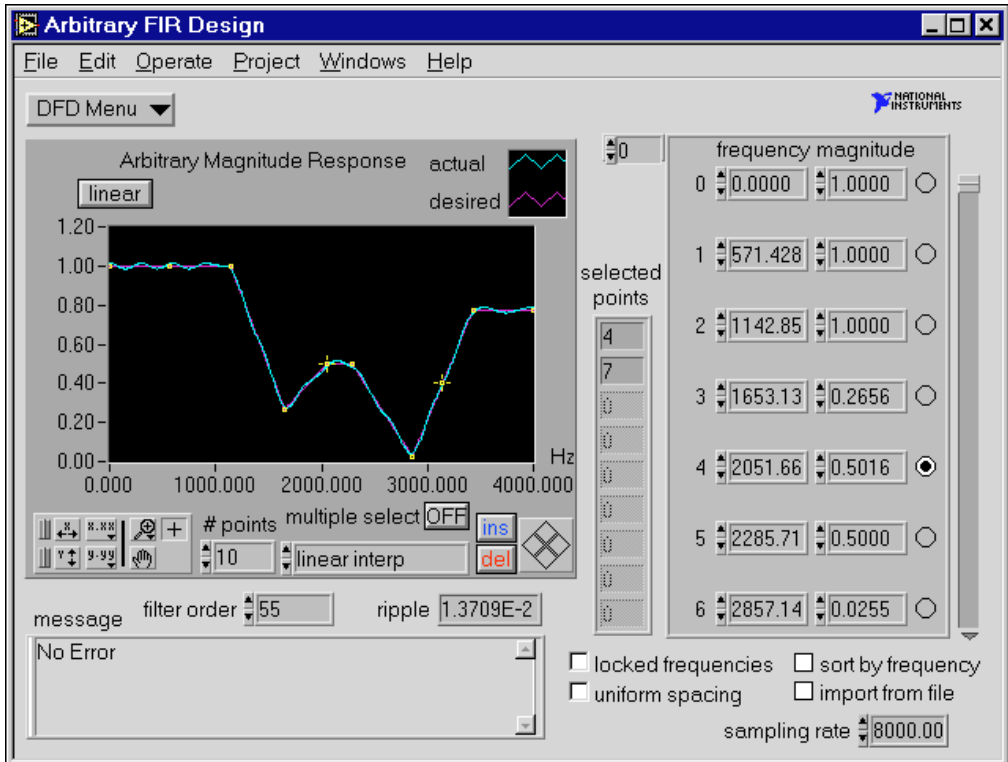 Arbitrary FIR Design
File Edit Operate Project Windows Help
DFD Menu
NATIONAL INSTRUMENTS
Arbitrary Magnitude Response
actual
linear
desired
1.20
1.00
0.80
0.60
0.40
0.20
0.00
Hz
0.000 1000.000 2000.000 3000.000 4000.000
# points
multiple select OFF
ins
10
linear interp
del
0
selected points
4
7
0
0
0
0
0
0
0
frequency magnitude
0 0.0000 1.0000
1 571.428 1.0000
2 1142.85 1.0000
3 1653.13 0.2656
4 2051.66 0.5016
5 2285.71 0.5000
6 2857.14 0.0255
message
filter order 55
ripple 1.3709E-2
No Error
locked frequencies
sort by frequency
uniform spacing
import from file
sampling rate 8000.00